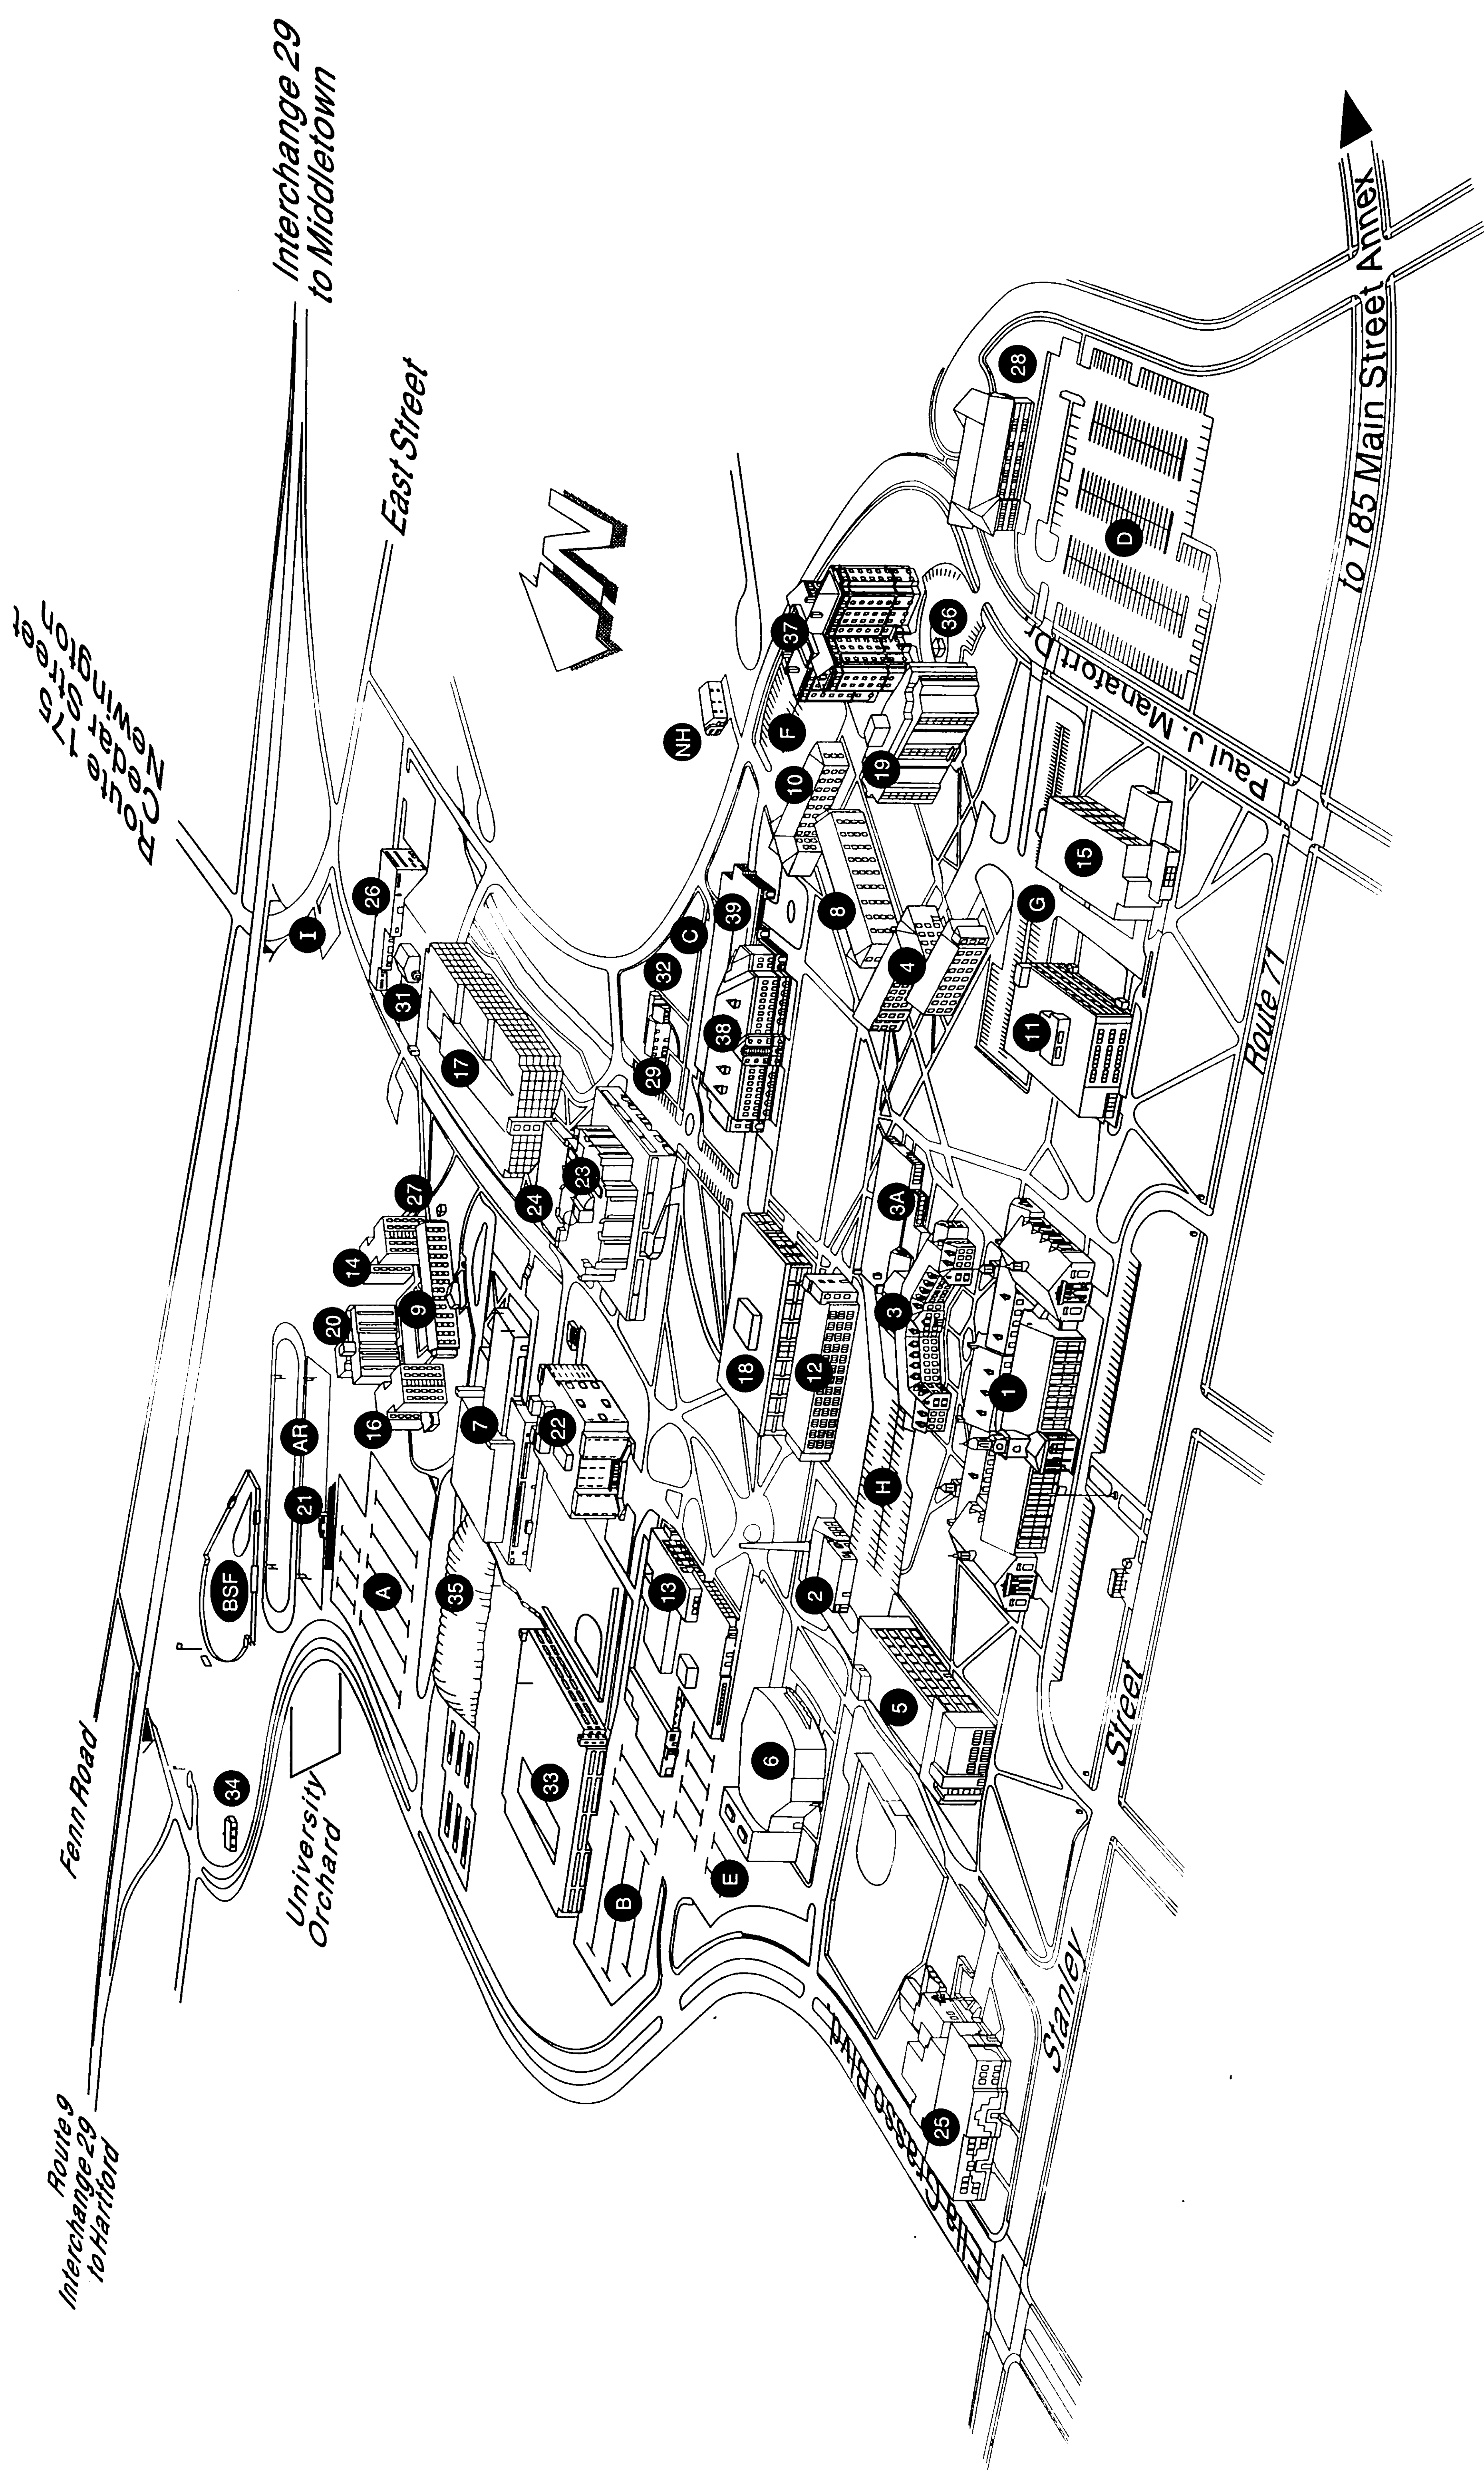 Route 9
Interchange 29
to Hartford
Fenn Road
Route 175
Cedar Street
Newington
Interchange 29
to Middletown
East Street
University
Orchard
N
34
BSF
AR
21
A
20
16
14
9
27
I
26
31
17
35
7
22
24
23
33
13
B
E
6
18
12
29
32
C
38
39
NH
F
37
10
8
19
36
4
2
H
3
3A
5
1
11
G
15
28
D
25
Ella Grasso Blvd.
Stanley
Street
Route 71
Paul J. Manafort Dr.
to 185 Main Street Annex